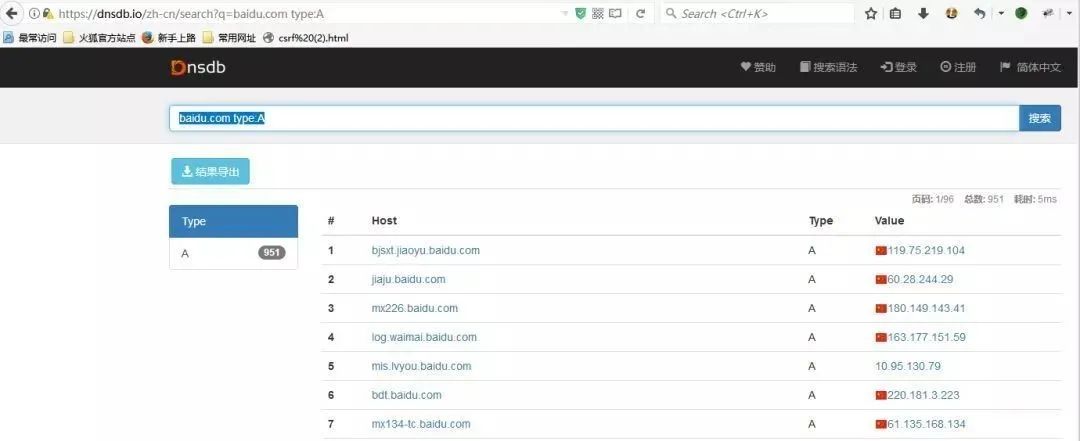 https://dnsdb.io/zh-cn/search?q=baidu.com type:A
Search <Ctrl+K>
最常访问 火狐官方站点 新手上路 常用网址 csrf%20(2).html
Dnsdb 赞助 搜索语法 登录 注册 简体中文
baidu.com type:A 搜索
结果导出
页码: 1/96 总数: 951 耗时: 5ms
Type # Host Type Value
A 951
1 bjsxt.jiaoyu.baidu.com A 119.75.219.104
2 jiaju.baidu.com A 60.28.244.29
3 mx226.baidu.com A 180.149.143.41
4 log.waimai.baidu.com A 163.177.151.59
5 mis.lvyou.baidu.com A 10.95.130.79
6 bdt.baidu.com A 220.181.3.223
7 mx134-tc.baidu.com A 61.135.168.134